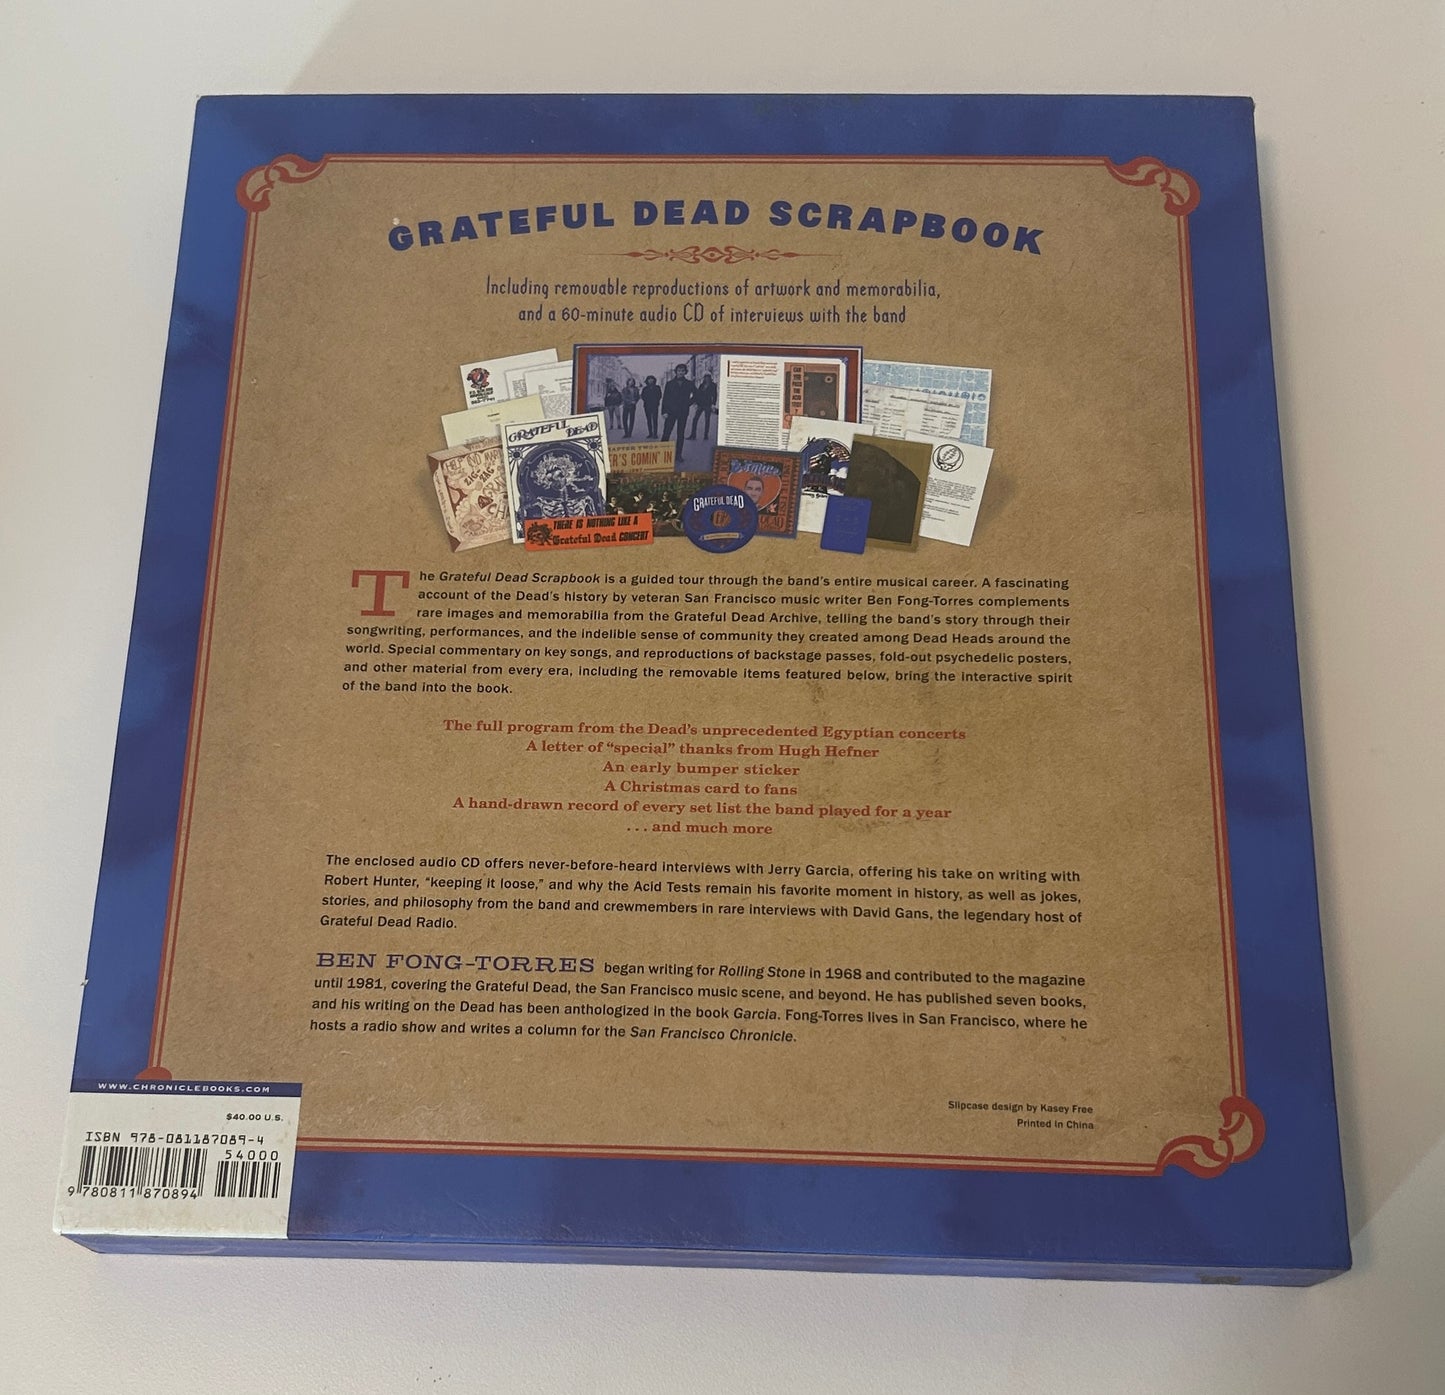 GRATEFUL DEAD SCRAPBOOK
Including removable reproductions of artwork and memorabilia,
and a 60-minute audio CD of interviews with the band
CAN
YOU
PASS
THE
ACID
TEST
?
GRATEFUL DEAD
CHAPTER TWO
R'S COMIN' IN
GRATEFUL DEAD
THERE IS NOTHING LIKE A
Grateful Dead CONCERT
The Grateful Dead Scrapbook is a guided tour through the band's entire musical career. A fascinating
account of the Dead's history by veteran San Francisco music writer Ben Fong-Torres complements
rare images and memorabilia from the Grateful Dead Archive, telling the band's story through their
songwriting, performances, and the indelible sense of community they created among Dead Heads around the
world. Special commentary on key songs, and reproductions of backstage passes, fold-out psychedelic posters,
and other material from every era, including the removable items featured below, bring the interactive spirit
of the band into the book.
The full program from the Dead's unprecedented Egyptian concerts
A letter of “special” thanks from Hugh Hefner
An early bumper sticker
A Christmas card to fans
A hand-drawn record of every set list the band played for a year
. . . and much more
The enclosed audio CD offers never-before-heard interviews with Jerry Garcia, offering his take on writing with
Robert Hunter, “keeping it loose,” and why the Acid Tests remain his favorite moment in history, as well as jokes,
stories, and philosophy from the band and crewmembers in rare interviews with David Gans, the legendary host of
Grateful Dead Radio.
BEN FONG-TORRES began writing for Rolling Stone in 1968 and contributed to the magazine
until 1981, covering the Grateful Dead, the San Francisco music scene, and beyond. He has published seven books,
and his writing on the Dead has been anthologized in the book Garcia. Fong-Torres lives in San Francisco, where he
hosts a radio show and writes a column for the San Francisco Chronicle.
Slipcase design by Kasey Free
Printed in China
WWW.CHRONICLEBOOKS.COM
$40.00 U.S.
ISBN 978-081187089-4
54000
9 780811 870894